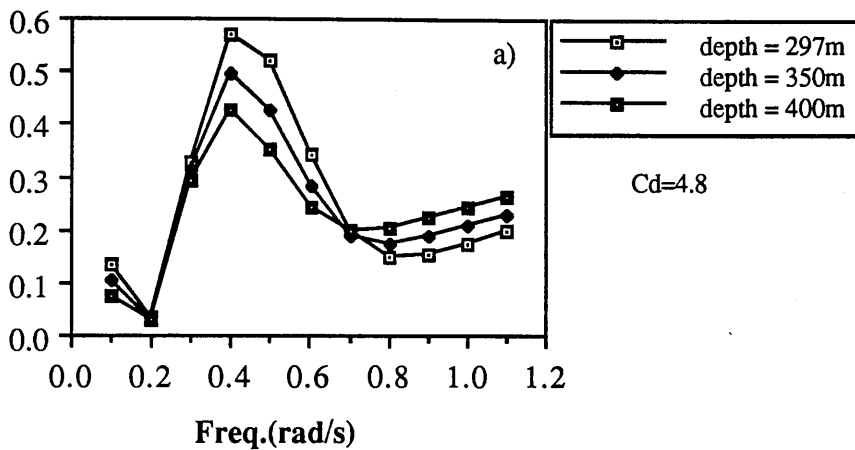 0.6
0.5
0.4
0.3
0.2
0.1
0.0
a)
depth = 297m
depth = 350m
depth = 400m
Cd=4.8
0.0 0.2 0.4 0.6 0.8 1.0 1.2
Freq.(rad/s)